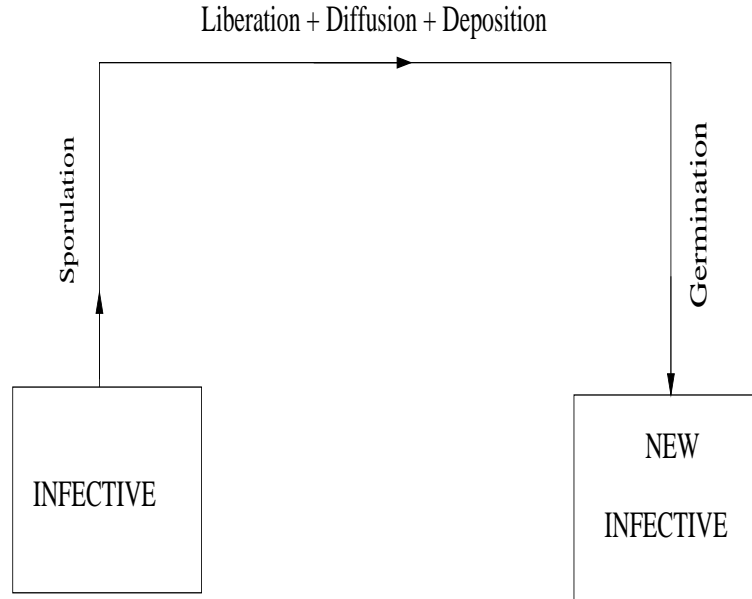 Liberation + Diffusion + Deposition
Sporulation
Germination
INFECTIVE
NEW
INFECTIVE